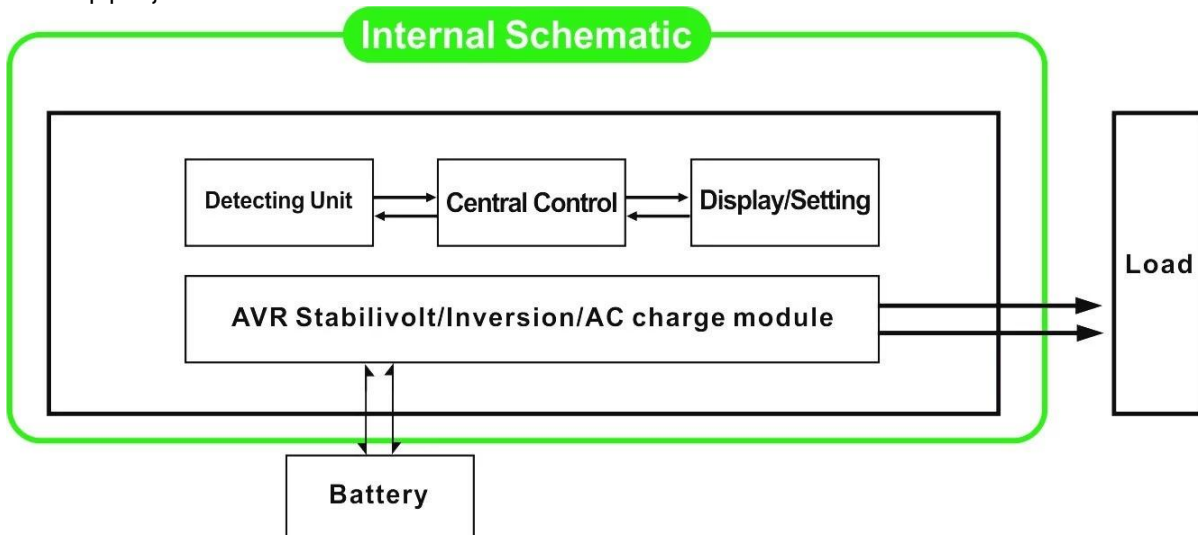 Internal Schematic
Detecting Unit
Central Control
Display/Setting
AVR Stabilivolt/Inversion/AC charge module
Load
Battery